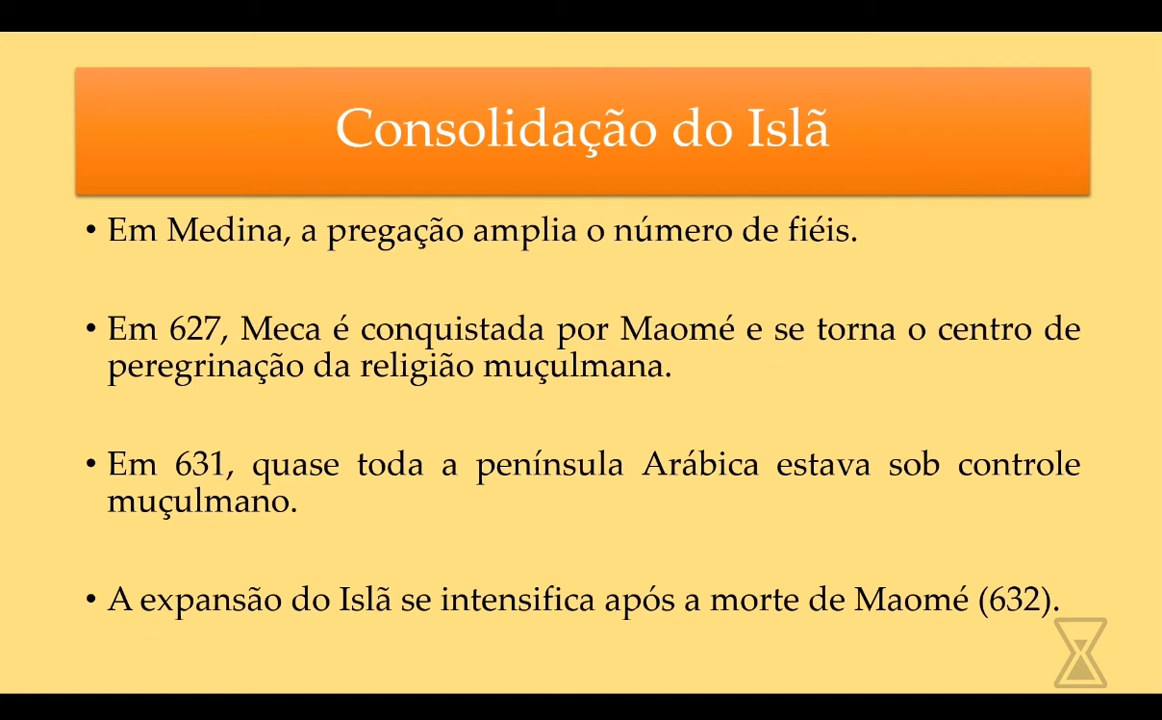 Consolidação do Islã
• Em Medina, a pregação amplia o número de fiéis.
• Em 627, Meca é conquistada por Maomé e se torna o centro de
peregrinação da religião muçulmana.
• Em 631, quase toda a península Arábica estava sob controle
muçulmano.
• A expansão do Islã se intensifica após a morte de Maomé (632).